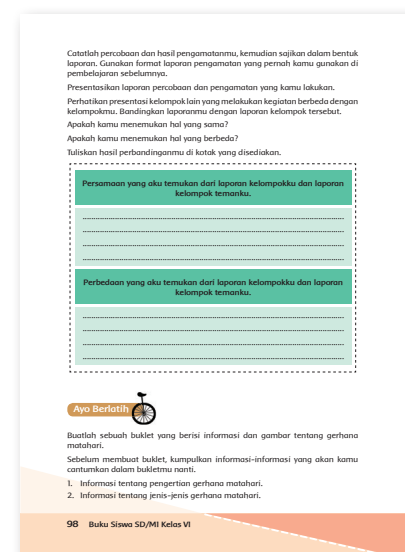 Catatlah percobaan dan hasil pengamatanmu, kemudian sajikan dalam bentuk
laporan. Gunakan format laporan pengamatan yang pernah kamu gunakan di
pembelajaran sebelumnya.
Presentasikan laporan percobaan dan pengamatan yang kamu lakukan.
Perhatikan presentasi kelompok lain yang melakukan kegiatan berbeda dengan
kelompokmu. Bandingkan laporanmu dengan laporan kelompok tersebut.
Apakah kamu menemukan hal yang sama?
Apakah kamu menemukan hal yang berbeda?
Tuliskan hasil perbandinganmu di kotak yang disediakan.
Persamaan yang aku temukan dari laporan kelompokku dan laporan
kelompok temanku.
Perbedaan yang aku temukan dari laporan kelompokku dan laporan
kelompok temanku.
Ayo Berlatih
Buatlah sebuah buklet yang berisi informasi dan gambar tentang gerhana
matahari.
Sebelum membuat buklet, kumpulkan informasi-informasi yang akan kamu
cantumkan dalam bukletmu nanti.
1. Informasi tentang pengertian gerhana matahari.
2. Informasi tentang jenis-jenis gerhana matahari.
98 Buku Siswa SD/MI Kelas VI